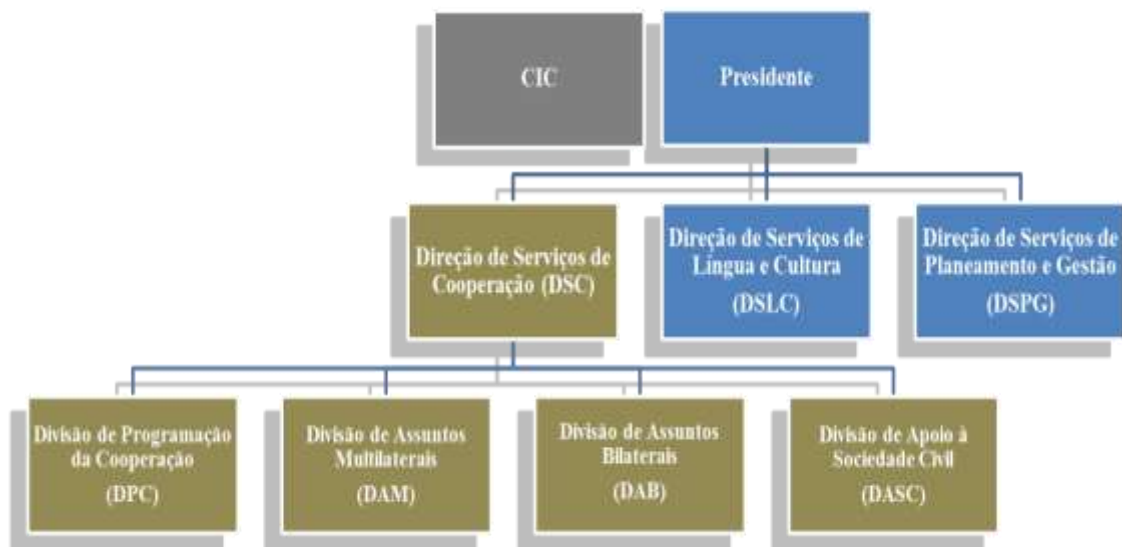 CIC
Presidente
Direção de Serviços de
Cooperação (DSC)
Direção de Serviços de
Língua e Cultura
(DSLC)
Direção de Serviços de
Planeamento e Gestão
(DSPG)
Divisão de Programação
da Cooperação
(DPC)
Divisão de Assuntos
Multilaterais
(DAM)
Divisão de Assuntos
Bilaterais
(DAB)
Divisão de Apoio à
Sociedade Civil
(DASC)